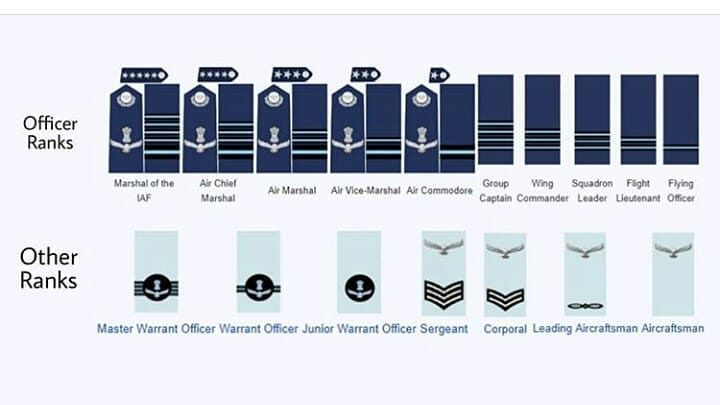 Officer
Ranks
Marshal of the
IAF
Air Chief
Marshal
Air Marshal
Air Vice-Marshal
Air Commodore
Group
Captain
Wing
Commander
Squadron
Leader
Flight
Lieutenant
Flying
Officer
Other
Ranks
Master Warrant Officer
Warrant Officer
Junior Warrant Officer
Sergeant
Corporal
Leading Aircraftsman
Aircraftsman